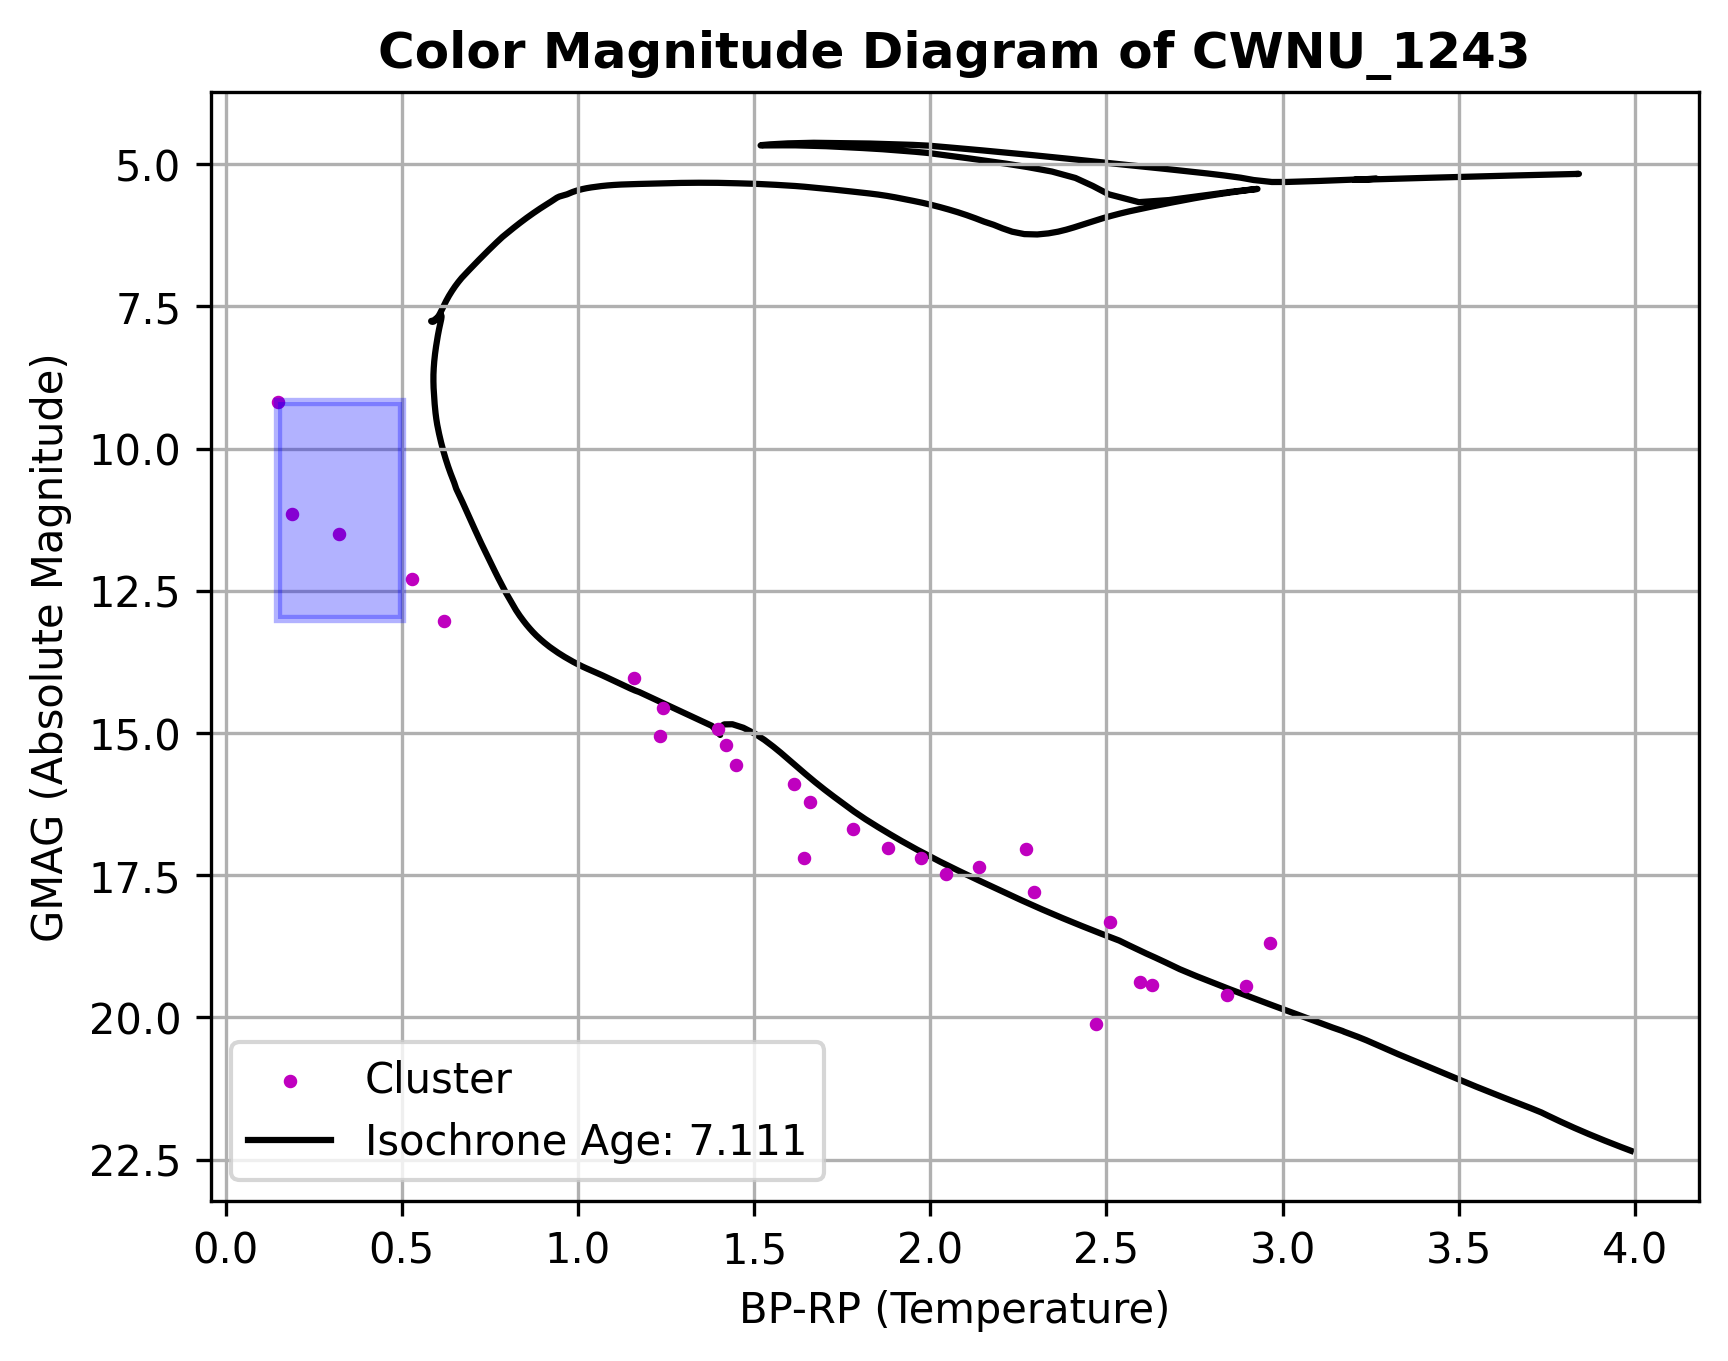 Color Magnitude Diagram of CWNU_1243
GMAG (Absolute Magnitude)
5.0
7.5
10.0
12.5
15.0
17.5
20.0
22.5
Cluster
Isochrone Age: 7.111
0.0 0.5 1.0 1.5 2.0 2.5 3.0 3.5 4.0
BP-RP (Temperature)